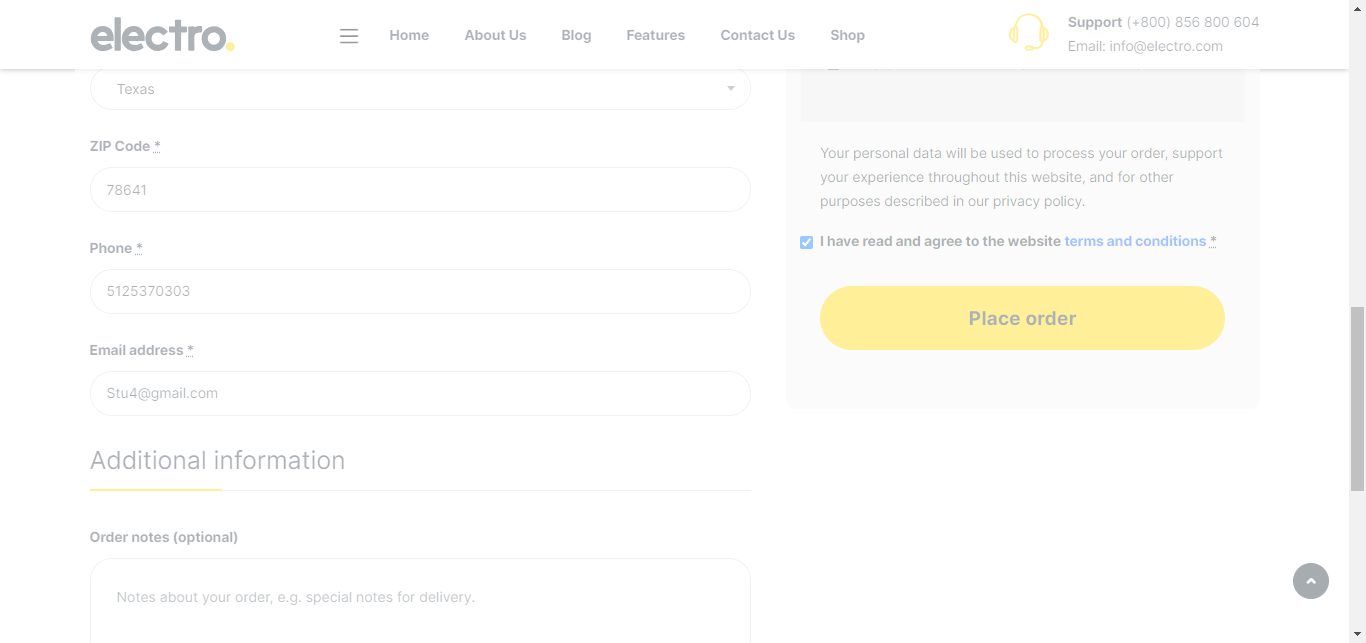 electro.
Home
About Us
Blog
Features
Contact Us
Shop
Support (+800) 856 800 604
Email: info@electro.com
Texas
ZIP Code *
78641
Phone *
5125370303
Email address *
Stu4@gmail.com
Additional information
Order notes (optional)
Notes about your order, e.g. special notes for delivery.
Your personal data will be used to process your order, support
your experience throughout this website, and for other
purposes described in our privacy policy.
I have read and agree to the website terms and conditions *
Place order